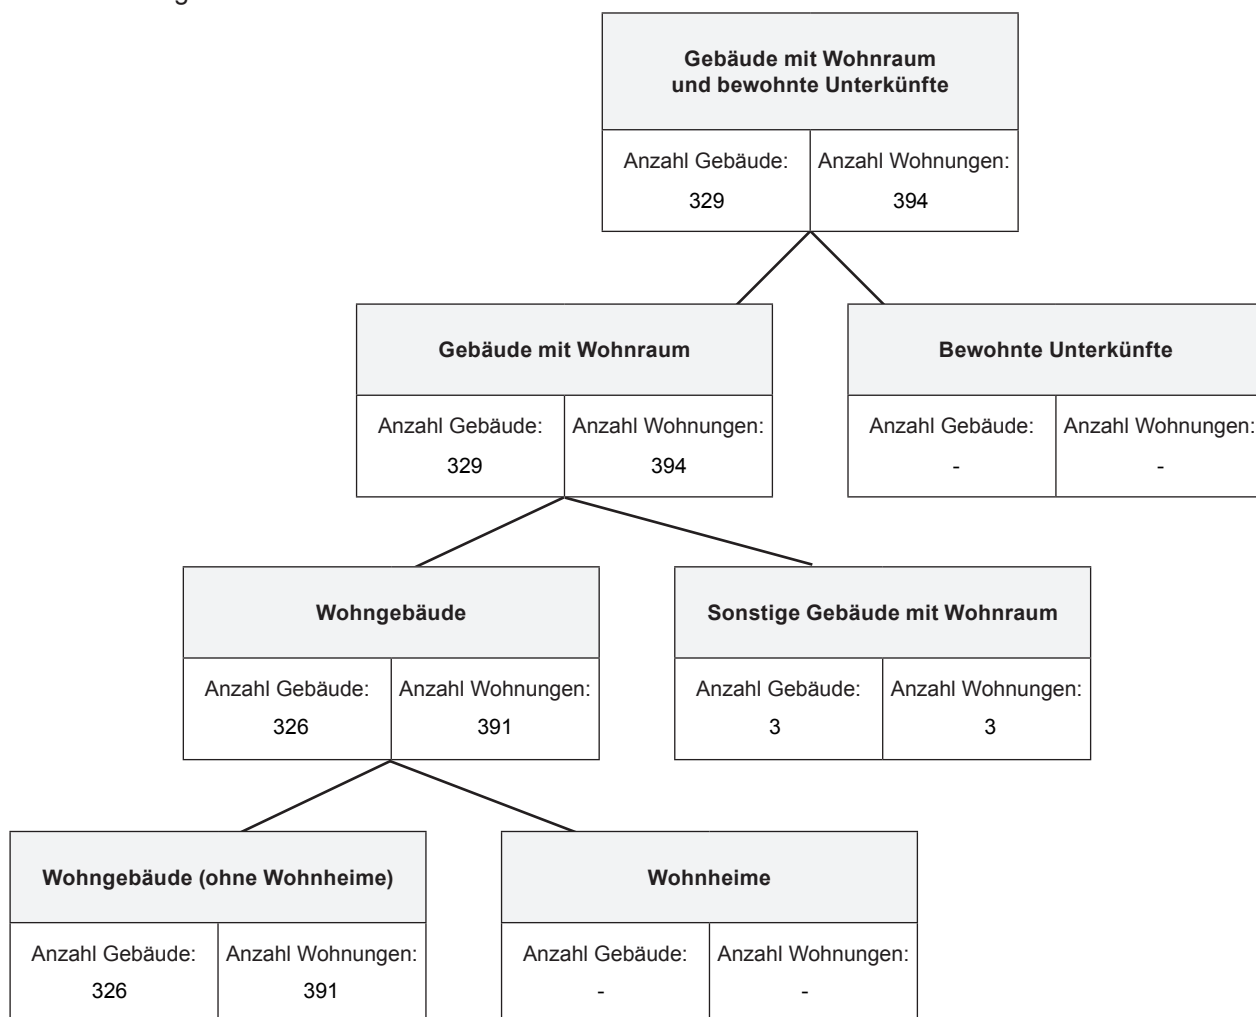 Gebäude mit Wohnraum
und bewohnte Unterkünfte
Anzahl Gebäude: Anzahl Wohnungen:
329 394
Gebäude mit Wohnraum Bewohnte Unterkünfte
Anzahl Gebäude: Anzahl Wohnungen: Anzahl Gebäude: Anzahl Wohnungen:
329 394 - -
Wohngebäude Sonstige Gebäude mit Wohnraum
Anzahl Gebäude: Anzahl Wohnungen: Anzahl Gebäude: Anzahl Wohnungen:
326 391 3 3
Wohngebäude (ohne Wohnheime) Wohnheime
Anzahl Gebäude: Anzahl Wohnungen: Anzahl Gebäude: Anzahl Wohnungen:
326 391 - -